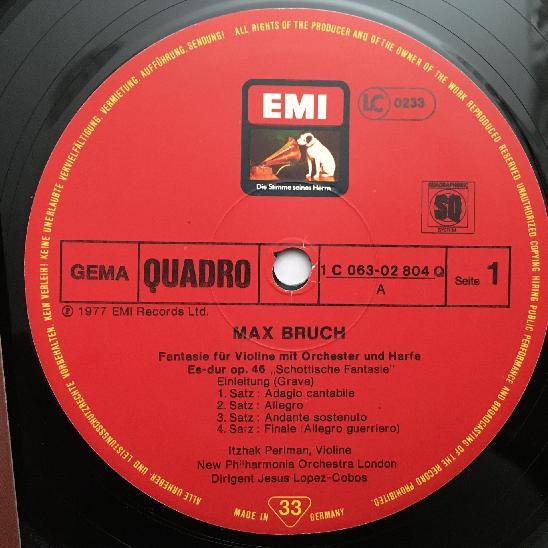 ALLE URHEBER- UND LEISTUNGSSCHUTZRECHTE VORBEHALTEN. KEIN VERLEIH! KEINE UNERLAUBTE VERVIELFÄLTIGUNG, VERMIETUNG, AUFFÜHRUNG, SENDUNG!
ALL RIGHTS OF THE PRODUCER AND OF THE OWNER OF THE WORK REPRODUCED RESERVED UNAUTHORIZED COPYING HIRING PUBLIC PERFORMANCE AND BROADCASTING OF THE RECORD PROHIBITED.
EMI
LC 0233
Die Stimme seines Herrn
QUADRAPHONIC
SQ
SYSTEM
GEMA
QUADRO
1 C 063-02 804 Q
A
Seite 1
℗ 1977 EMI Records Ltd.
MAX BRUCH
Fantasie für Violine mit Orchester und Harfe
Es-dur op. 46 „Schottische Fantasie"
Einleitung (Grave)
1. Satz: Adagio cantabile
2. Satz: Allegro
3. Satz: Andante sostenuto
4. Satz: Finale (Allegro guerriero)
Itzhak Perlman, Violine
New Philharmonia Orchestra London
Dirigent Jesus Lopez-Cobos
MADE IN 33 GERMANY